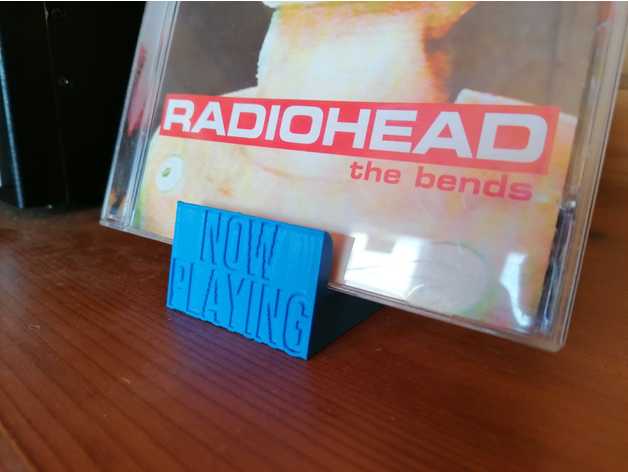 RADIOHEAD
the bends
NOW
PLAYING